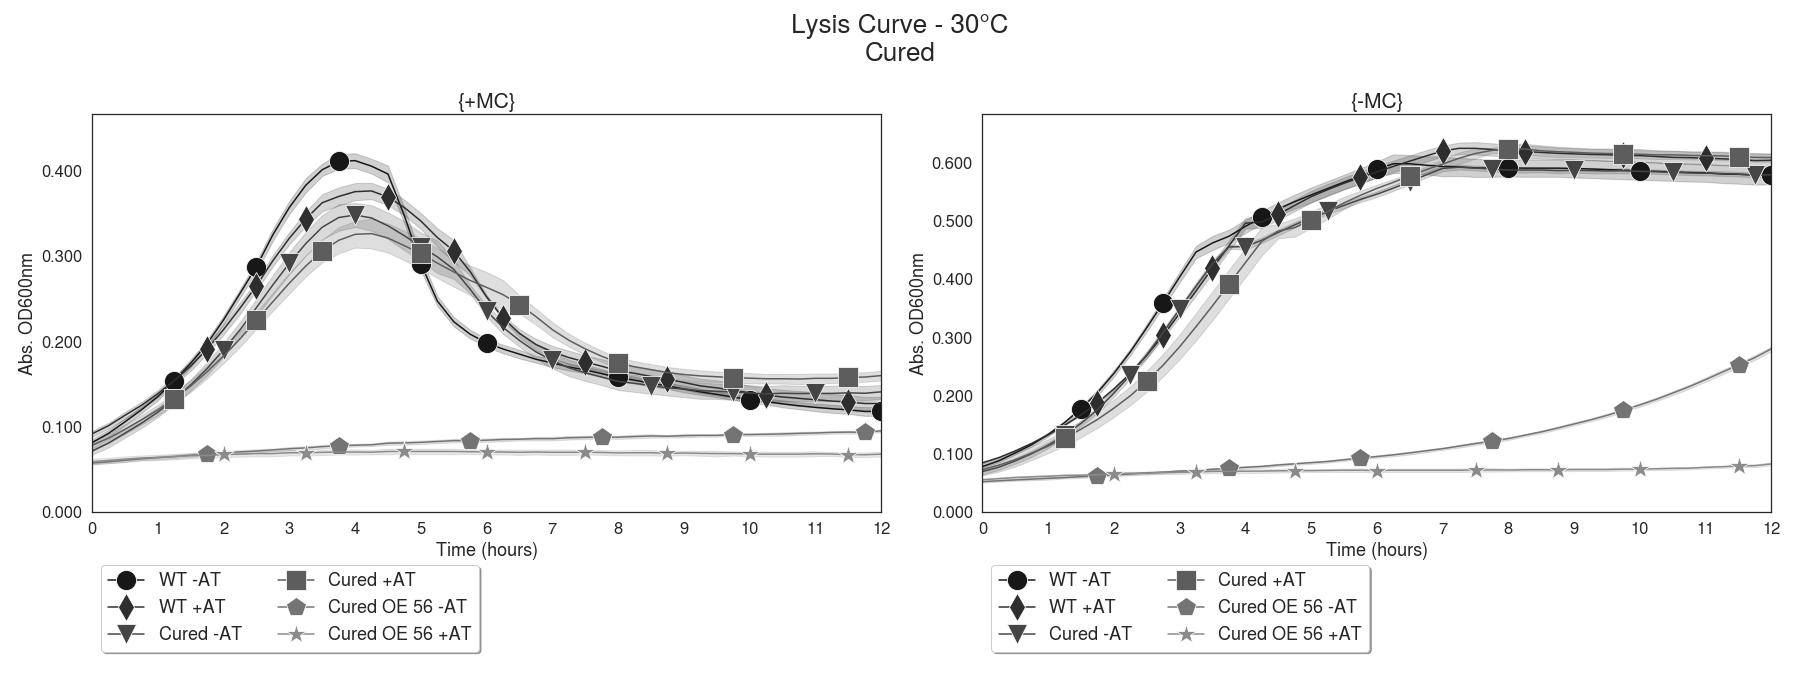 Lysis Curve - 30°C
Cured
{+MC}
Abs. OD600nm
0.400
0.300
0.200
0.100
0.000
0 1 2 3 4 5 6 7 8 9 10 11 12
Time (hours)
WT -AT
WT +AT
Cured -AT
Cured +AT
Cured OE 56 -AT
Cured OE 56 +AT
{-MC}
Abs. OD600nm
0.600
0.500
0.400
0.300
0.200
0.100
0.000
0 1 2 3 4 5 6 7 8 9 10 11 12
Time (hours)
WT -AT
WT +AT
Cured -AT
Cured +AT
Cured OE 56 -AT
Cured OE 56 +AT